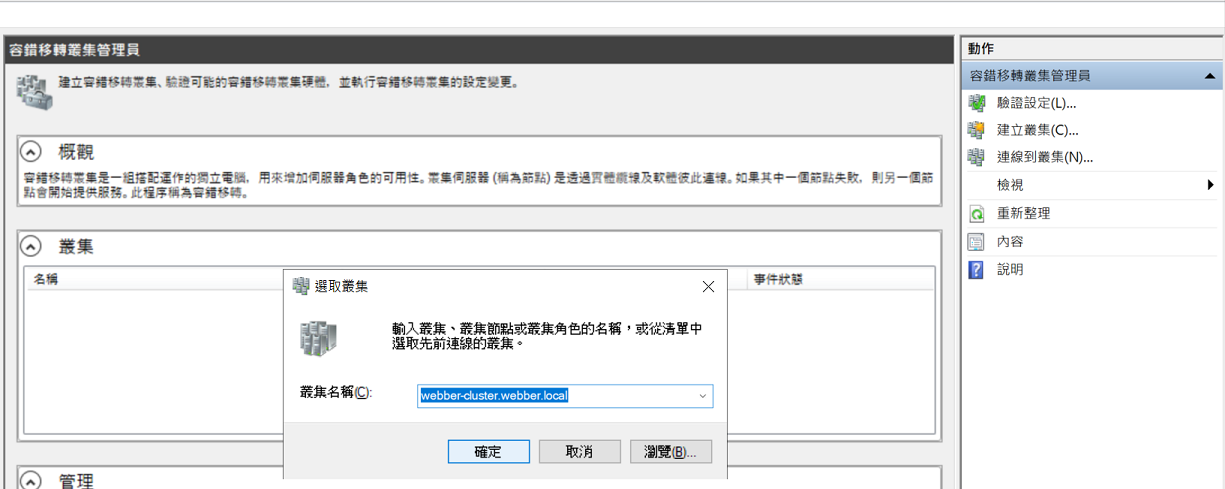 容錯移轉叢集管理員
建立容錯移轉叢集、驗證可能的容錯移轉叢集硬體，並執行容錯移轉叢集的設定變更。
概觀
容錯移轉叢集是一組搭配運作的獨立電腦，用來增加伺服器角色的可用性。叢集伺服器 (稱為節點) 是透過實體纜線及軟體彼此連線。如果其中一個節點失敗，則另一個節
點會開始提供服務。此程序稱為容錯移轉。
叢集
名稱
事件狀態
選取叢集
輸入叢集、叢集節點或叢集角色的名稱，或從清單中
選取先前連線的叢集。
叢集名稱(C):
webber-cluster.webber.local
確定
取消
瀏覽(B)...
管理
動作
容錯移轉叢集管理員
驗證設定(L)...
建立叢集(C)...
連線到叢集(N)...
檢視
重新整理
內容
說明